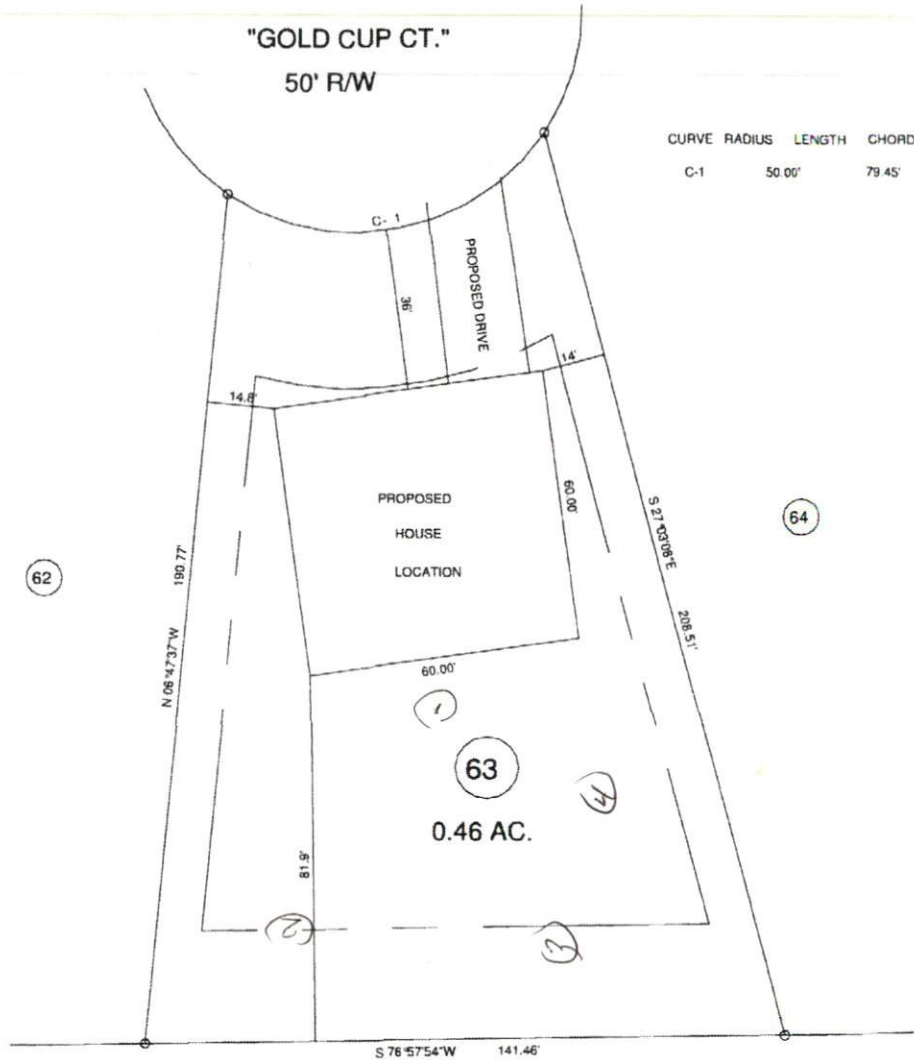 "GOLD CUP CT."
50' R/W
CURVE RADIUS LENGTH CHORD
C-1 50.00' 79.45'
C- 1
36'
PROPOSED DRIVE
14'
14.8'
PROPOSED
HOUSE
LOCATION
60.00'
S 27°03'08"E
208.51'
64
62
190.77'
N 06°47'37"W
60.00'
1
63
4
0.46 AC.
81.9'
2
3
S 76°57'54"W 141.46'